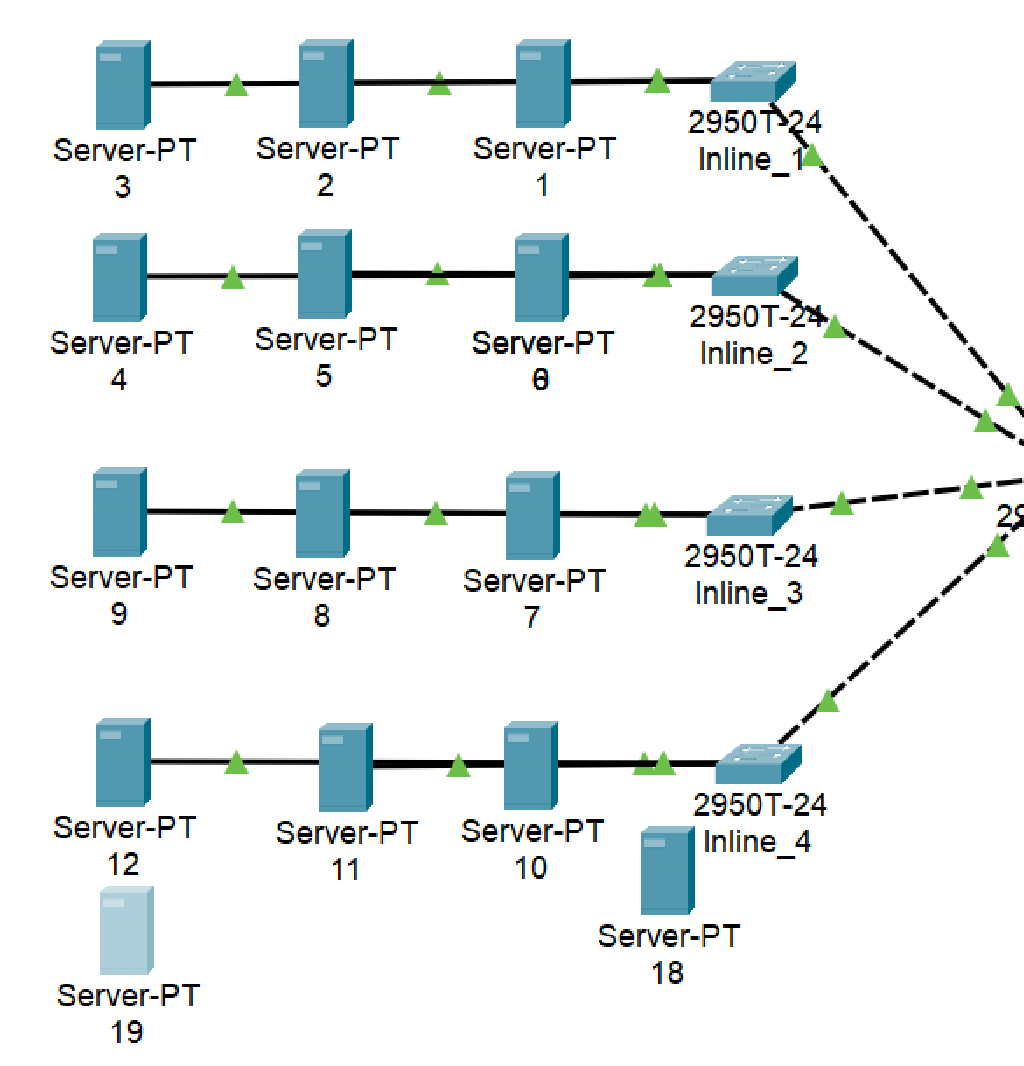 Server-PT
3
Server-PT
2
Server-PT
1
2950T-24
Inline_1
Server-PT
4
Server-PT
5
Server-PT
2950T-24
Inline_2
Server-PT
9
Server-PT
8
Server-PT
7
2950T-24
Inline_3
29
Server-PT
12
Server-PT
11
Server-PT
10
2950T-24
Inline_4
Server-PT
18
Server-PT
19